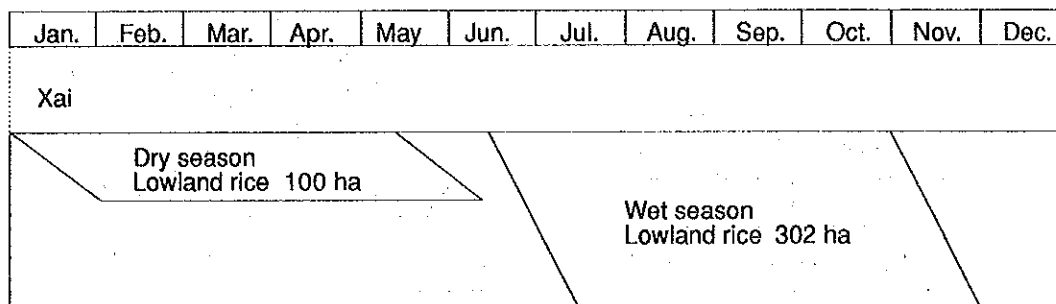 Jan. Feb. Mar. Apr. May Jun. Jul. Aug. Sep. Oct. Nov. Dec.
Xai
Dry season
Lowland rice 100 ha
Wet season
Lowland rice 302 ha